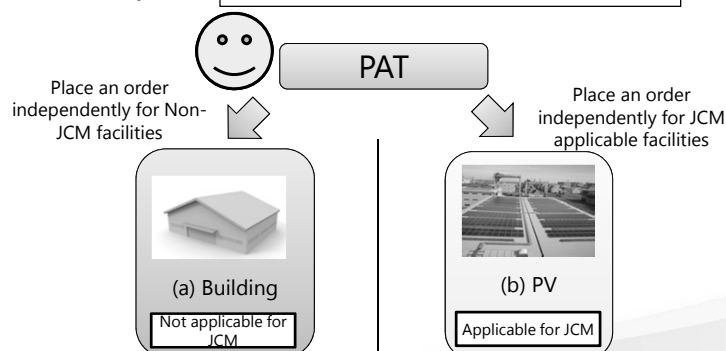 PAT
Place an order
independently for Non-
JCM facilities
Place an order
independently for JCM
applicable facilities
(a) Building
Not applicable for
JCM
(b) PV
Applicable for JCM